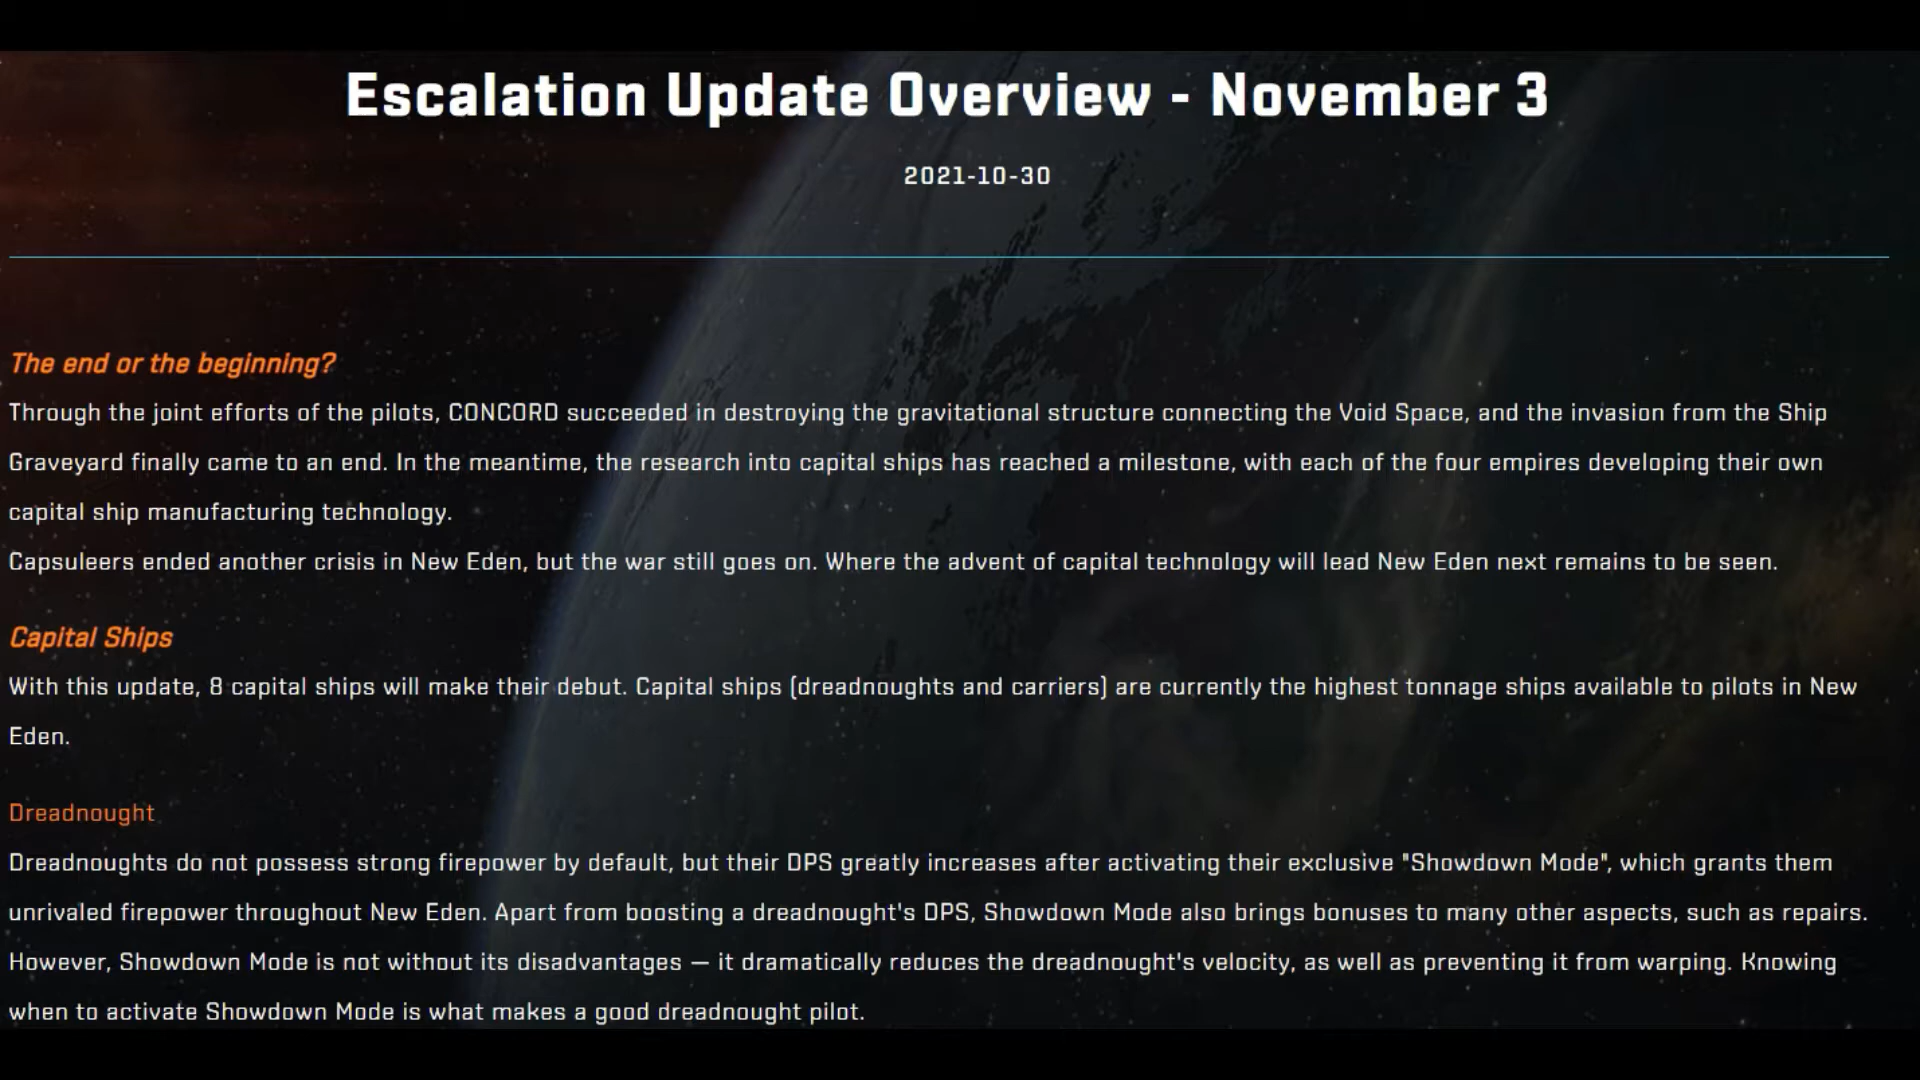 Escalation Update Overview - November 3
2021-10-30
The end or the beginning?
Through the joint efforts of the pilots, CONCORD succeeded in destroying the gravitational structure connecting the Void Space, and the invasion from the Ship
Graveyard finally came to an end. In the meantime, the research into capital ships has reached a milestone, with each of the four empires developing their own
capital ship manufacturing technology.
Capsuleers ended another crisis in New Eden, but the war still goes on. Where the advent of capital technology will lead New Eden next remains to be seen.
Capital Ships
With this update, 8 capital ships will make their debut. Capital ships (dreadnoughts and carriers) are currently the highest tonnage ships available to pilots in New
Eden.
Dreadnought
Dreadnoughts do not possess strong firepower by default, but their DPS greatly increases after activating their exclusive "Showdown Mode", which grants them
unrivaled firepower throughout New Eden. Apart from boosting a dreadnought's DPS, Showdown Mode also brings bonuses to many other aspects, such as repairs.
However, Showdown Mode is not without its disadvantages — it dramatically reduces the dreadnought's velocity, as well as preventing it from warping. Knowing
when to activate Showdown Mode is what makes a good dreadnought pilot.